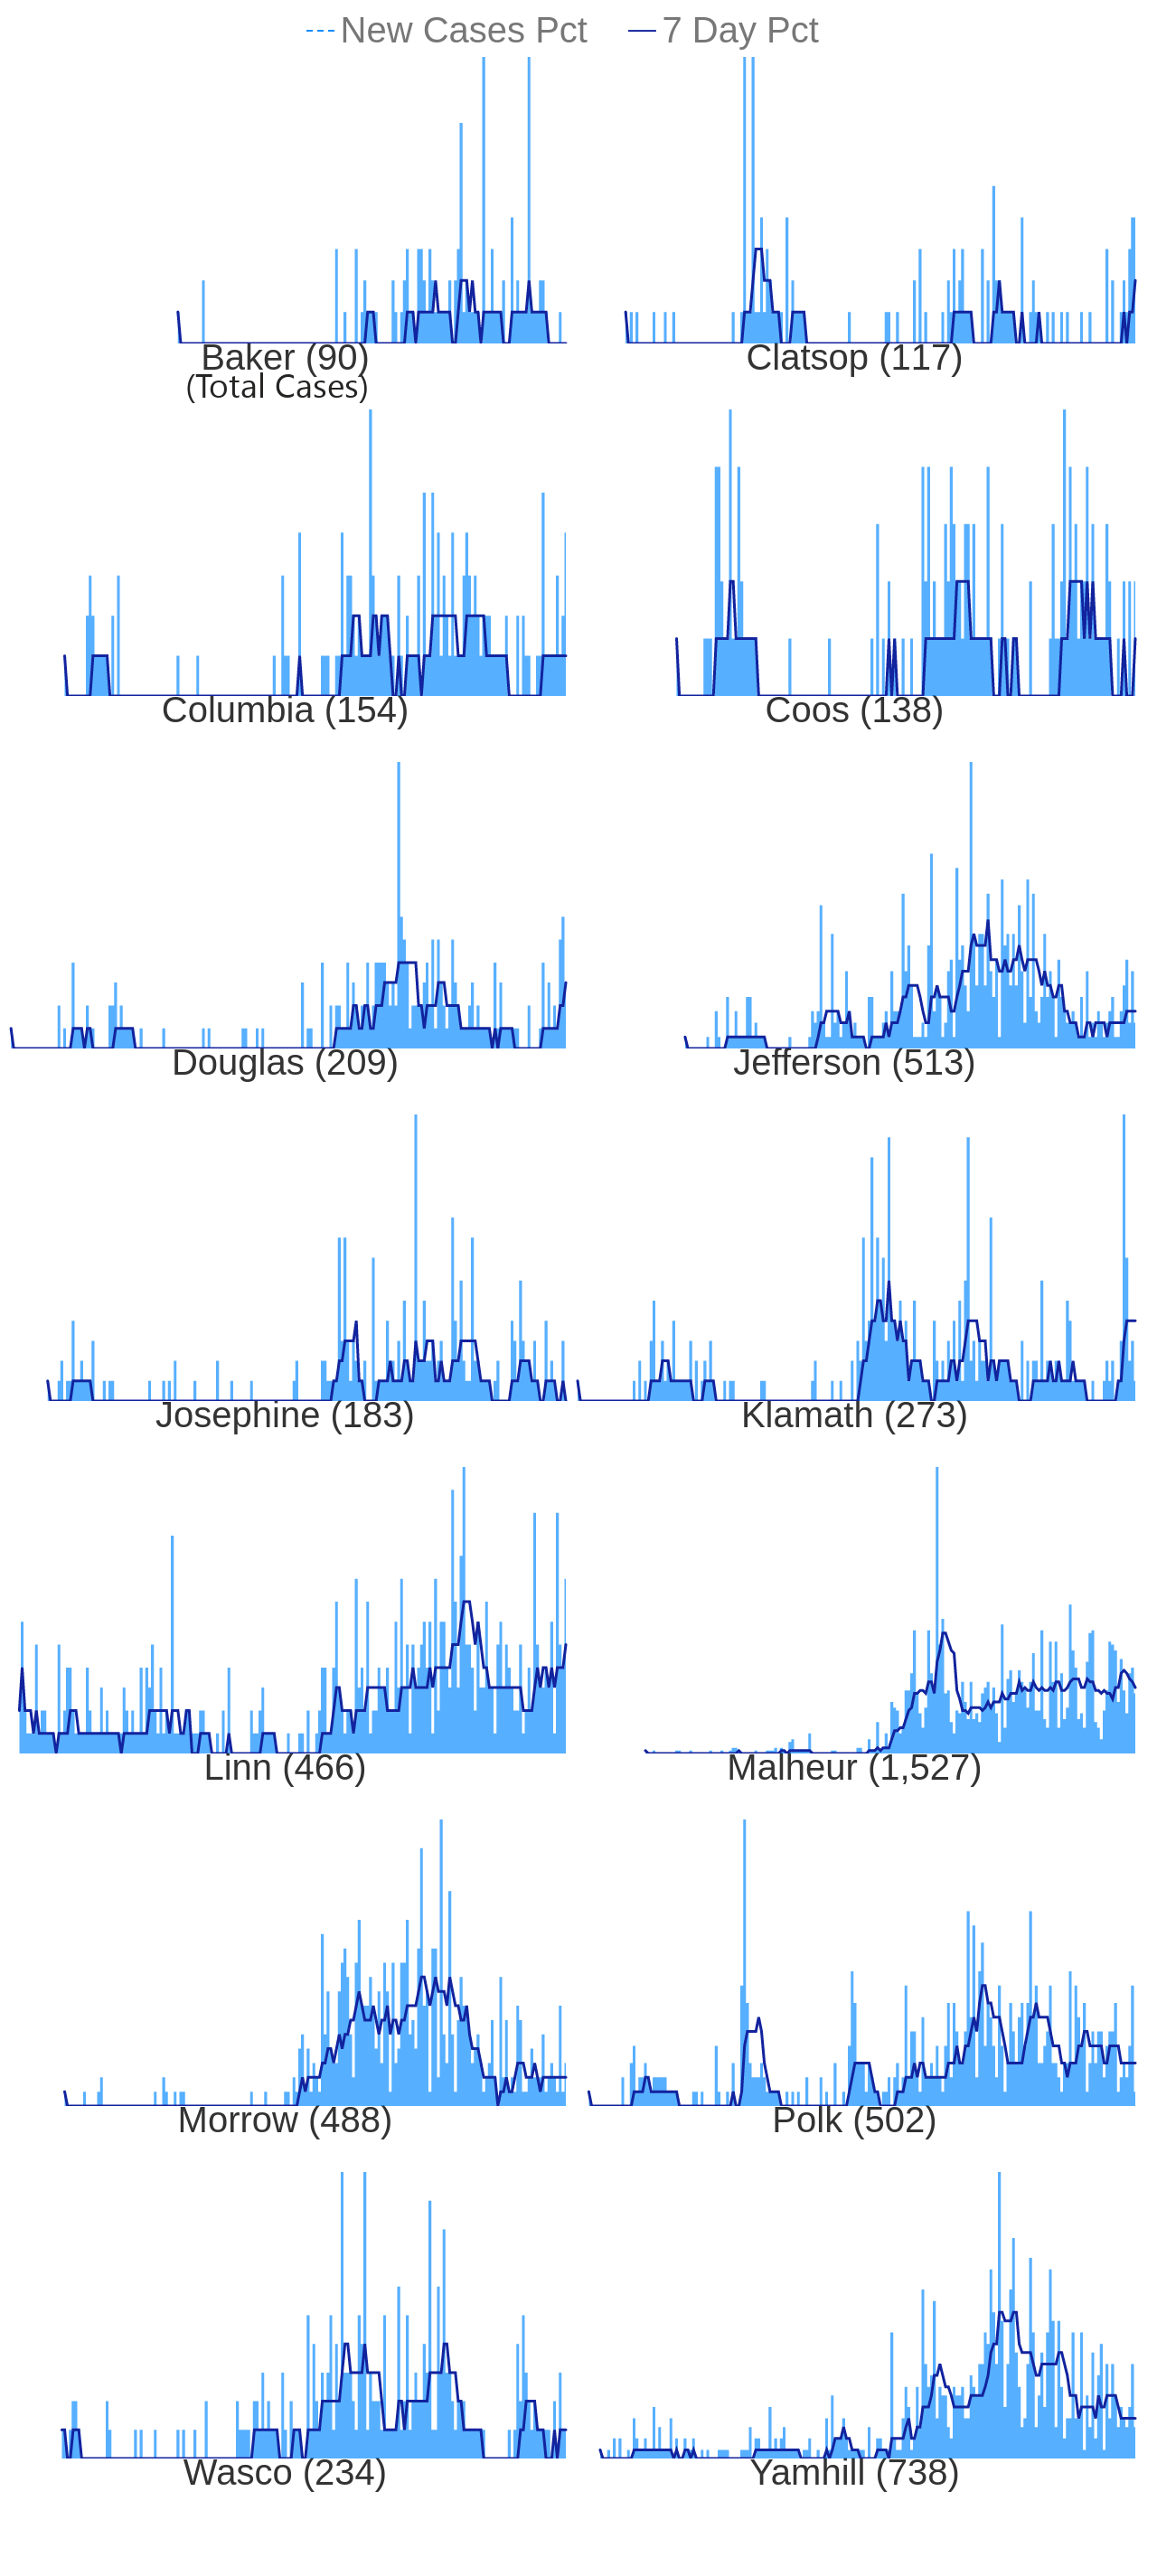 New Cases Pct 7 Day Pct
Baker (90) Clatsop (117)
(Total Cases)
Columbia (154) Coos (138)
Douglas (209) Jefferson (513)
Josephine (183) Klamath (273)
Linn (466) Malheur (1,527)
Morrow (488) Polk (502)
Wasco (234) Yamhill (738)